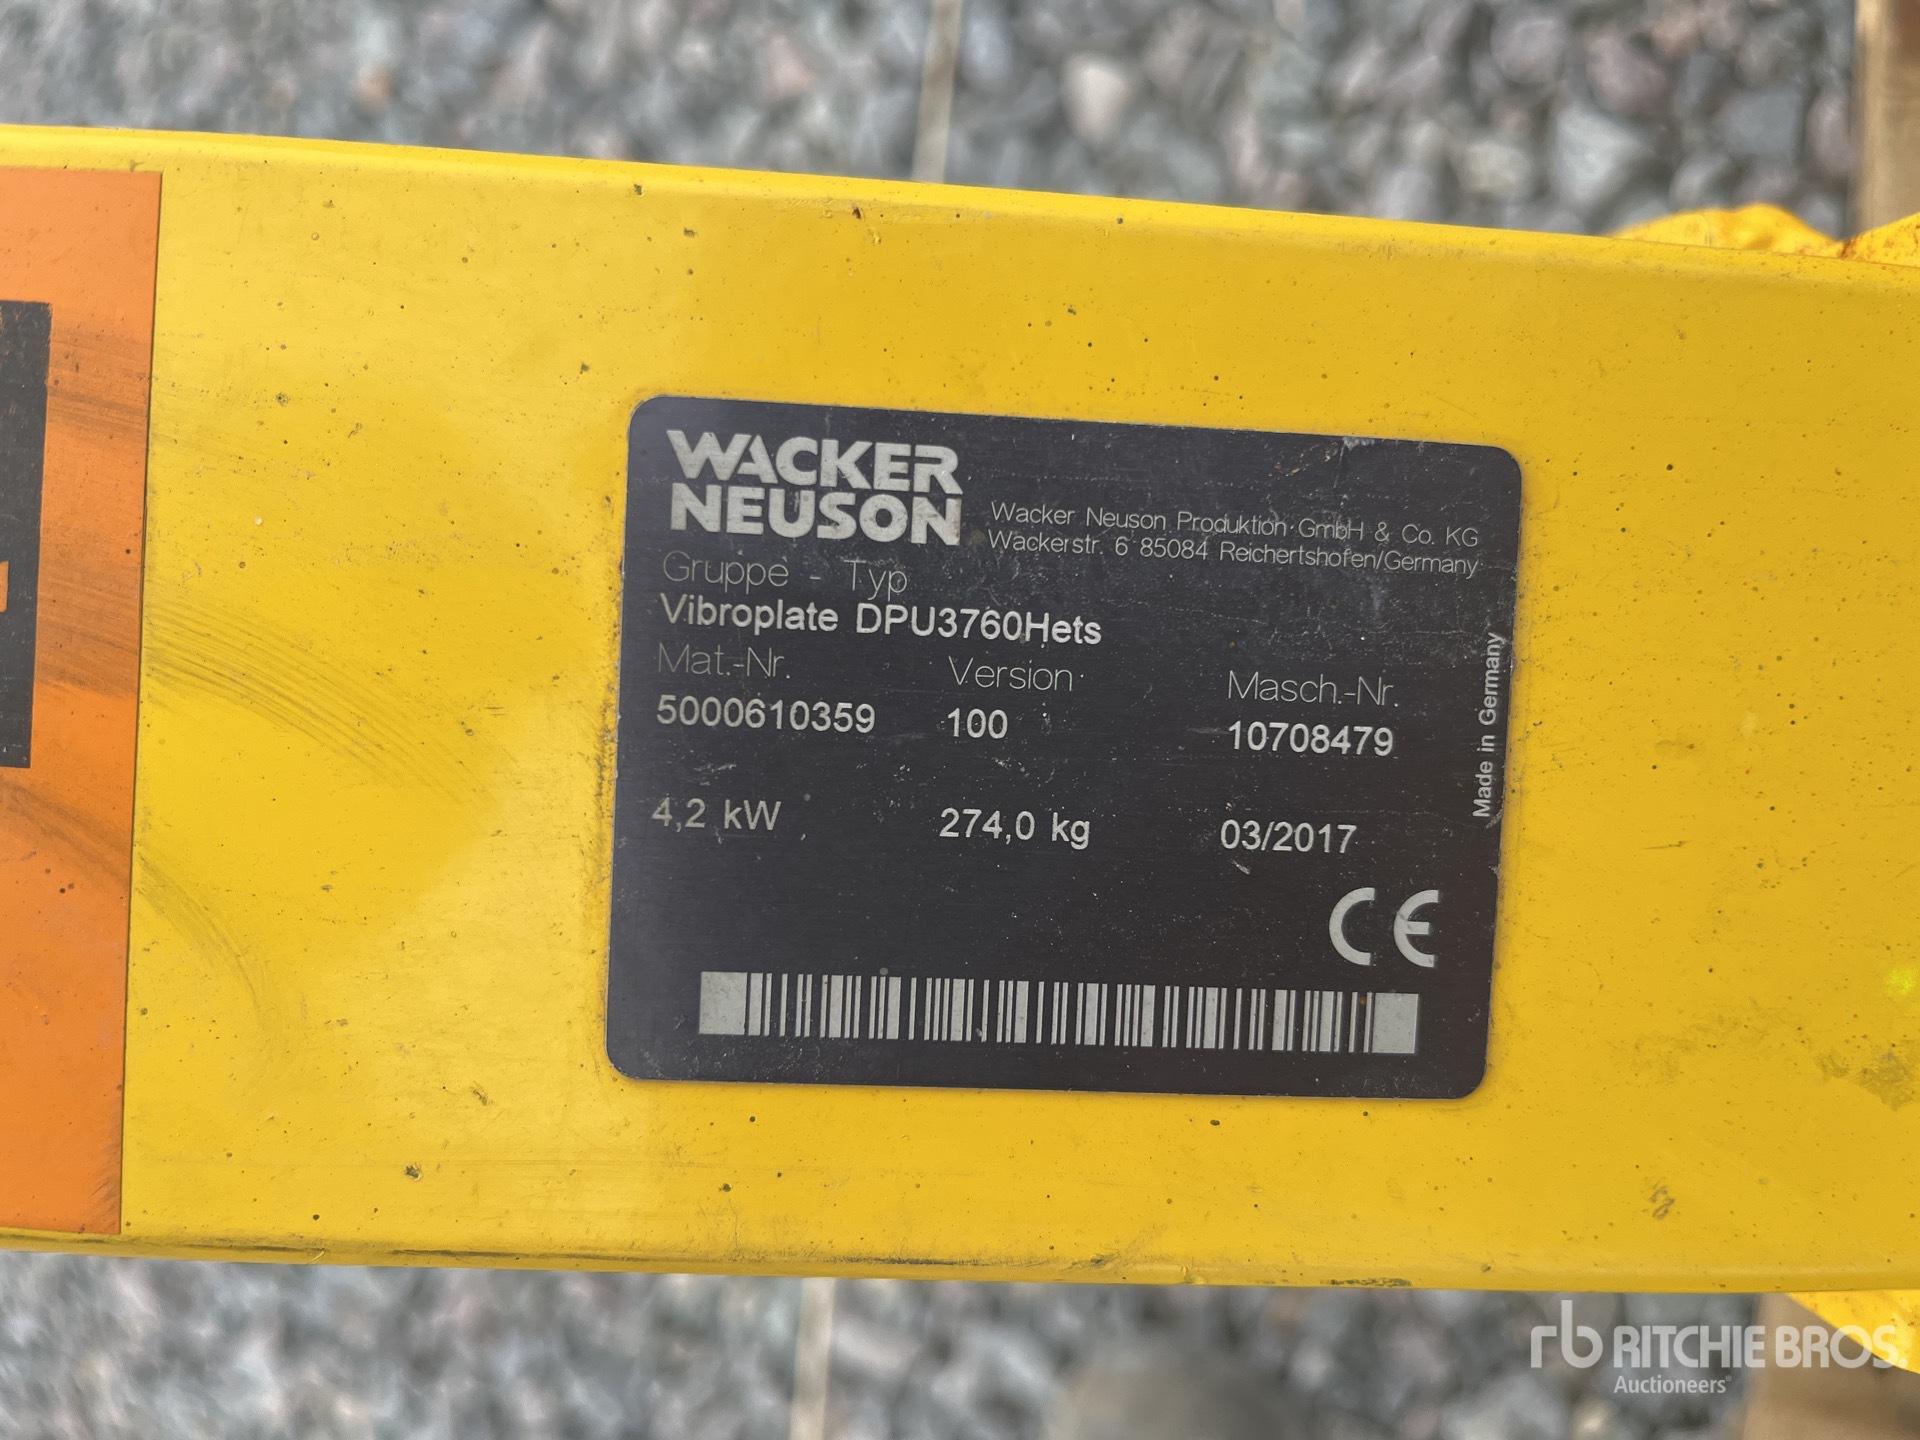 WACKER
NEUSON
Wacker Neuson Produktion GmbH & Co. KG
Wackerstr. 6 85084 Reichertshofen/Germany
Gruppe - Typ
Vibroplate DPU3760Hets
Mat.-Nr. Version Masch.-Nr.
5000610359 100 10708479
4,2 kW 274,0 kg 03/2017
Made in Germany
CE
rb RITCHIE BROS.
Auctioneers